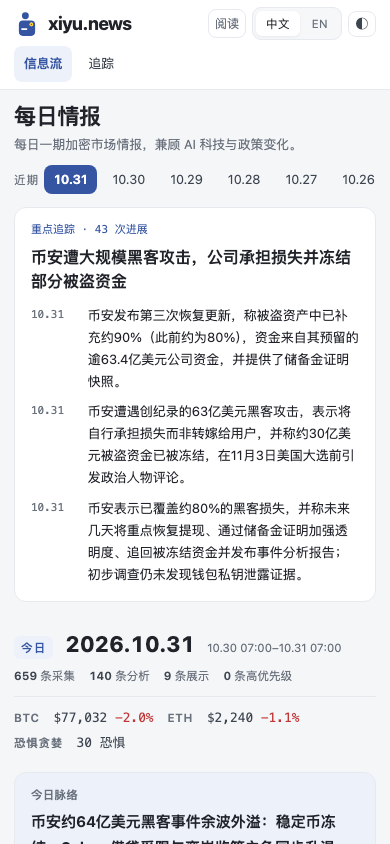 xiyu.news
阅读
中文
EN
信息流
追踪
每日情报
每日一期加密市场情报，兼顾 AI 科技与政策变化。
近期 10.31 10.30 10.29 10.28 10.27 10.26
重点追踪 · 43 次进展
币安遭大规模黑客攻击，公司承担损失并冻结
部分被盗资金
10.31 币安发布第三次恢复更新，称被盗资产中已补
充约90%（此前约为80%），资金来自其预留的
逾63.4亿美元公司资金，并提供了储备金证明
快照。
10.31 币安遭遇创纪录的63亿美元黑客攻击，表示将
自行承担损失而非转嫁给用户，并称约30亿美
元被盗资金已被冻结，在11月3日美国大选前引
发政治人物评论。
10.31 币安表示已覆盖约80%的黑客损失，并称未来
几天将重点恢复提现、通过储备金证明加强透
明度、追回被冻结资金并发布事件分析报告；
初步调查仍未发现钱包私钥泄露证据。
今日 2026.10.31 10.30 07:00–10.31 07:00
659 条采集 140 条分析 9 条展示 0 条高优先级
BTC $77,032 −2.0% ETH $2,240 −1.1%
恐惧贪婪 30 恐惧
今日脉络
币安约64亿美元黑客事件余波外溢：稳定币冻